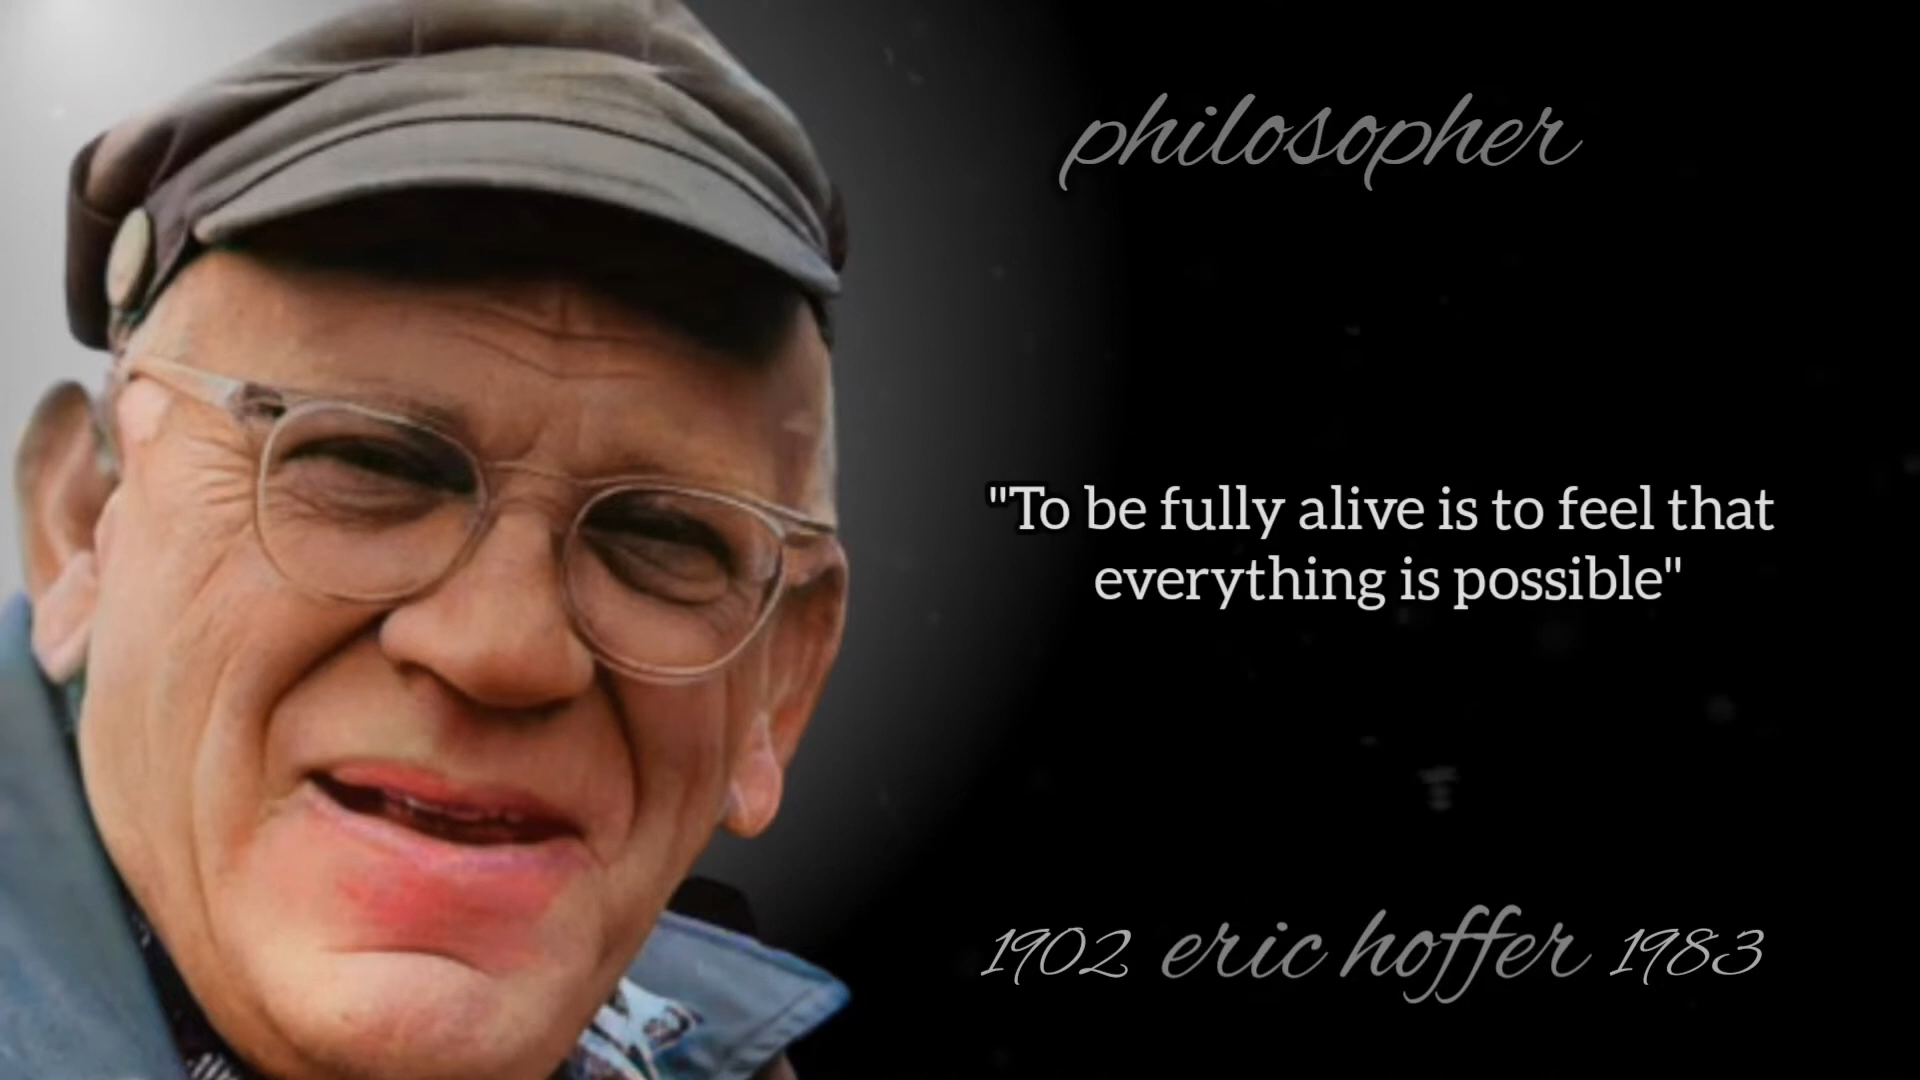 philosopher
"To be fully alive is to feel that
everything is possible"
1902 eric hoffer 1983